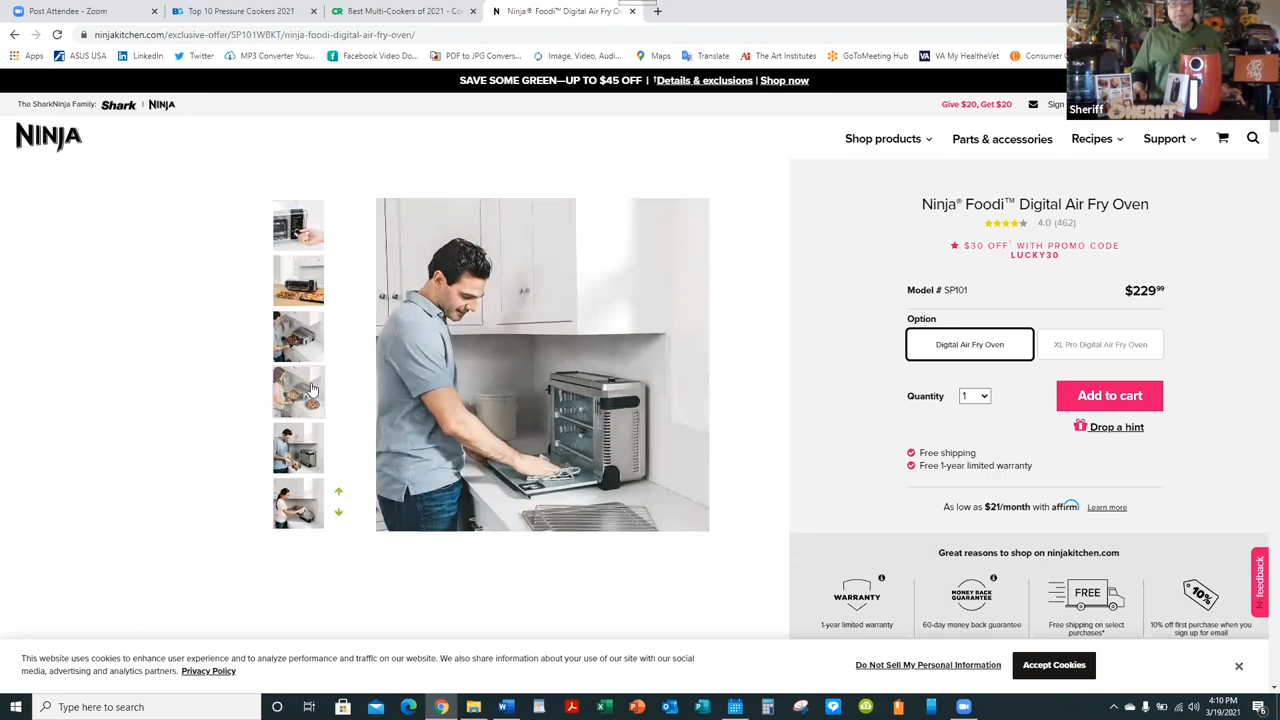 Post Attendee - Zoom
Top 10 Pressure Cookers 2021
Best Multi-Cookers of 2021 - Co
Ninja® Foodi™ Digital Air Fry O
ninjakitchen.com/exclusive-offer/SP101WBKT/ninja-foodi-digital-air-fry-oven/
Apps
ASUS USA
LinkedIn
Twitter
MP3 Converter You...
Facebook Video Do...
PDF to JPG Convers...
Image, Video, Audi...
Maps
Translate
The Art Institutes
GoToMeeting Hub
VA My HealtheVet
Consumer
Sheriff
SHERIFF
SAVE SOME GREEN—UP TO $45 OFF | †Details & exclusions | Shop now
The SharkNinja Family: Shark | NINJA
Give $20, Get $20
Sign
NINJA
Shop products
Parts & accessories
Recipes
Support
Ninja® Foodi™ Digital Air Fry Oven
4.0 (462)
$30 OFF† WITH PROMO CODE
LUCKY30
Model # SP101
$229⁹⁹
Option
Digital Air Fry Oven
XL Pro Digital Air Fry Oven
Quantity
1
Add to cart
Drop a hint
Free shipping
Free 1-year limited warranty
As low as $21/month with affirm Learn more
Great reasons to shop on ninjakitchen.com
WARRANTY
1-year limited warranty
MONEY BACK
GUARANTEE
60-day money back guarantee
FREE
Free shipping on select
purchases*
10%
10% off first purchase when you
sign up for email
feedback
This website uses cookies to enhance user experience and to analyze performance and traffic on our website. We also share information about your use of our site with our social
media, advertising and analytics partners. Privacy Policy
Do Not Sell My Personal Information
Accept Cookies
Type here to search
4:10 PM
3/19/2021
6